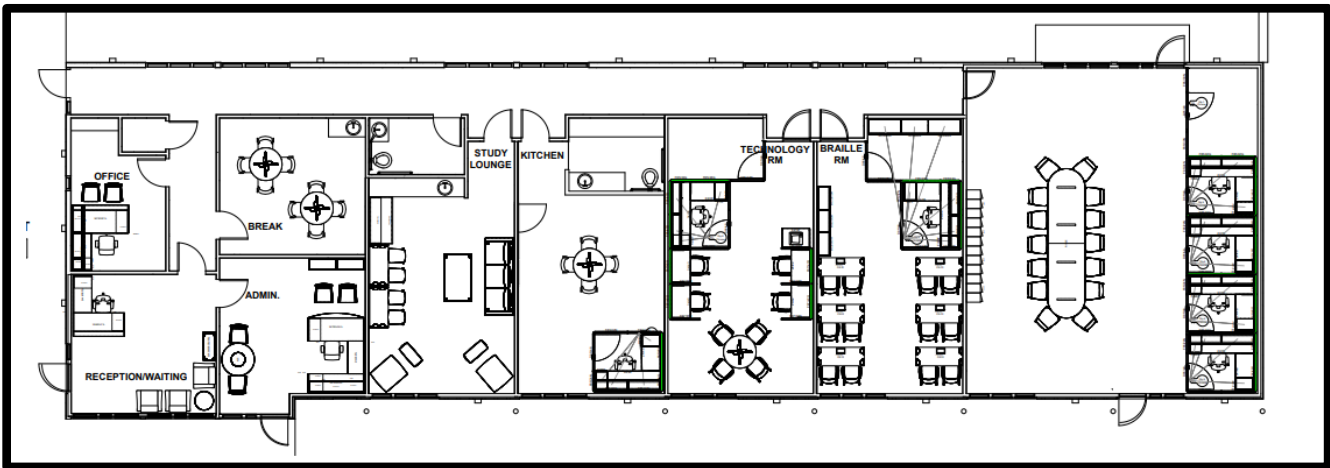 OFFICE
BREAK
ADMIN.
RECEPTION/WAITING
STUDY
LOUNGE
KITCHEN
TECHNOLOGY
RM
BRAILLE
RM